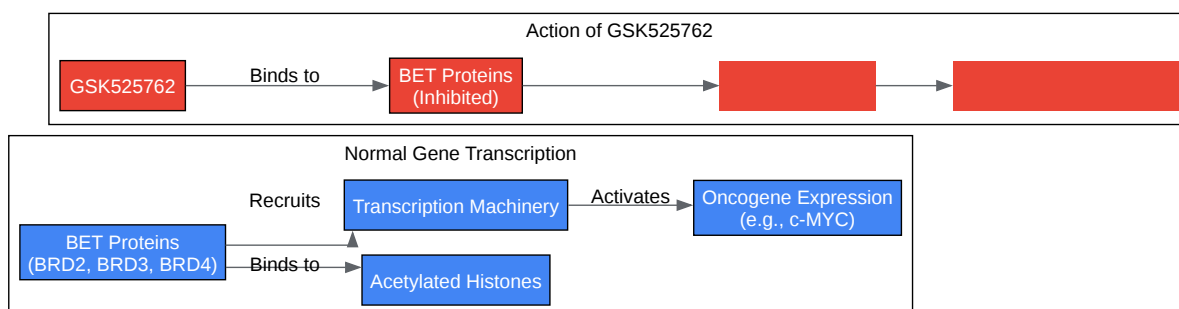 Action of GSK525762
GSK525762
Binds to
BET Proteins
(Inhibited)
Normal Gene Transcription
Recruits
Transcription Machinery
Activates
Oncogene Expression
(e.g., c-MYC)
BET Proteins
(BRD2, BRD3, BRD4)
Binds to
Acetylated Histones